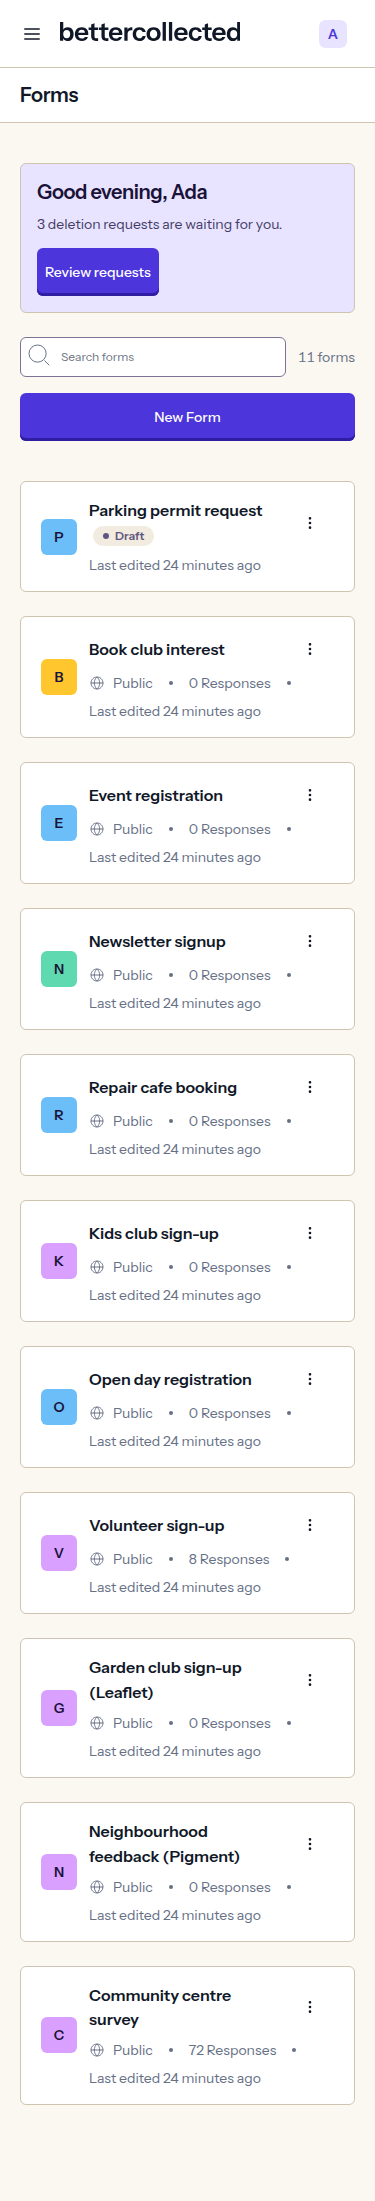 bettercollected
A
Forms
Good evening, Ada
3 deletion requests are waiting for you.
Review requests
Search forms
11 forms
New Form
P
Parking permit request
Draft
Last edited 24 minutes ago
B
Book club interest
Public • 0 Responses •
Last edited 24 minutes ago
E
Event registration
Public • 0 Responses •
Last edited 24 minutes ago
N
Newsletter signup
Public • 0 Responses •
Last edited 24 minutes ago
R
Repair cafe booking
Public • 0 Responses •
Last edited 24 minutes ago
K
Kids club sign-up
Public • 0 Responses •
Last edited 24 minutes ago
O
Open day registration
Public • 0 Responses •
Last edited 24 minutes ago
V
Volunteer sign-up
Public • 8 Responses •
Last edited 24 minutes ago
G
Garden club sign-up
(Leaflet)
Public • 0 Responses •
Last edited 24 minutes ago
N
Neighbourhood
feedback (Pigment)
Public • 0 Responses •
Last edited 24 minutes ago
C
Community centre
survey
Public • 72 Responses •
Last edited 24 minutes ago